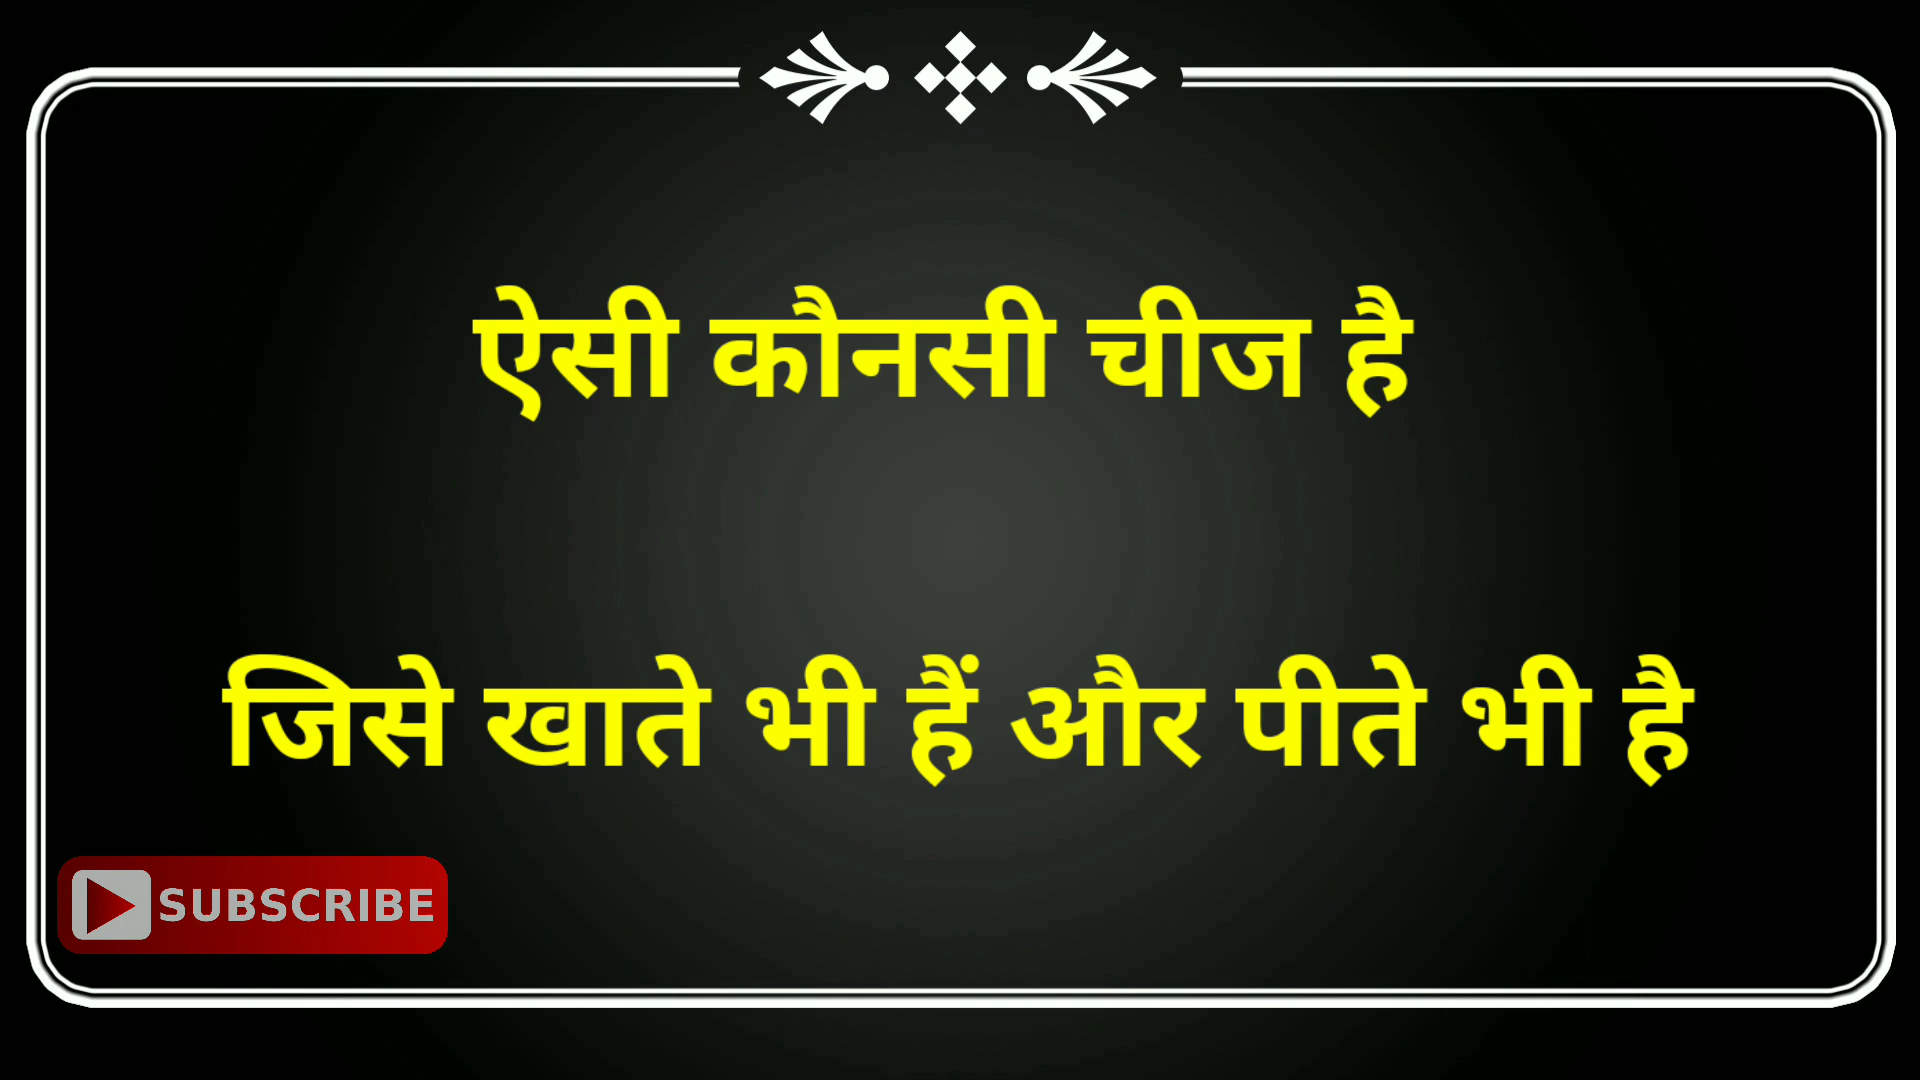 ऐसी कौनसी चीज है
जिसे खाते भी हैं और पीते भी है
SUBSCRIBE